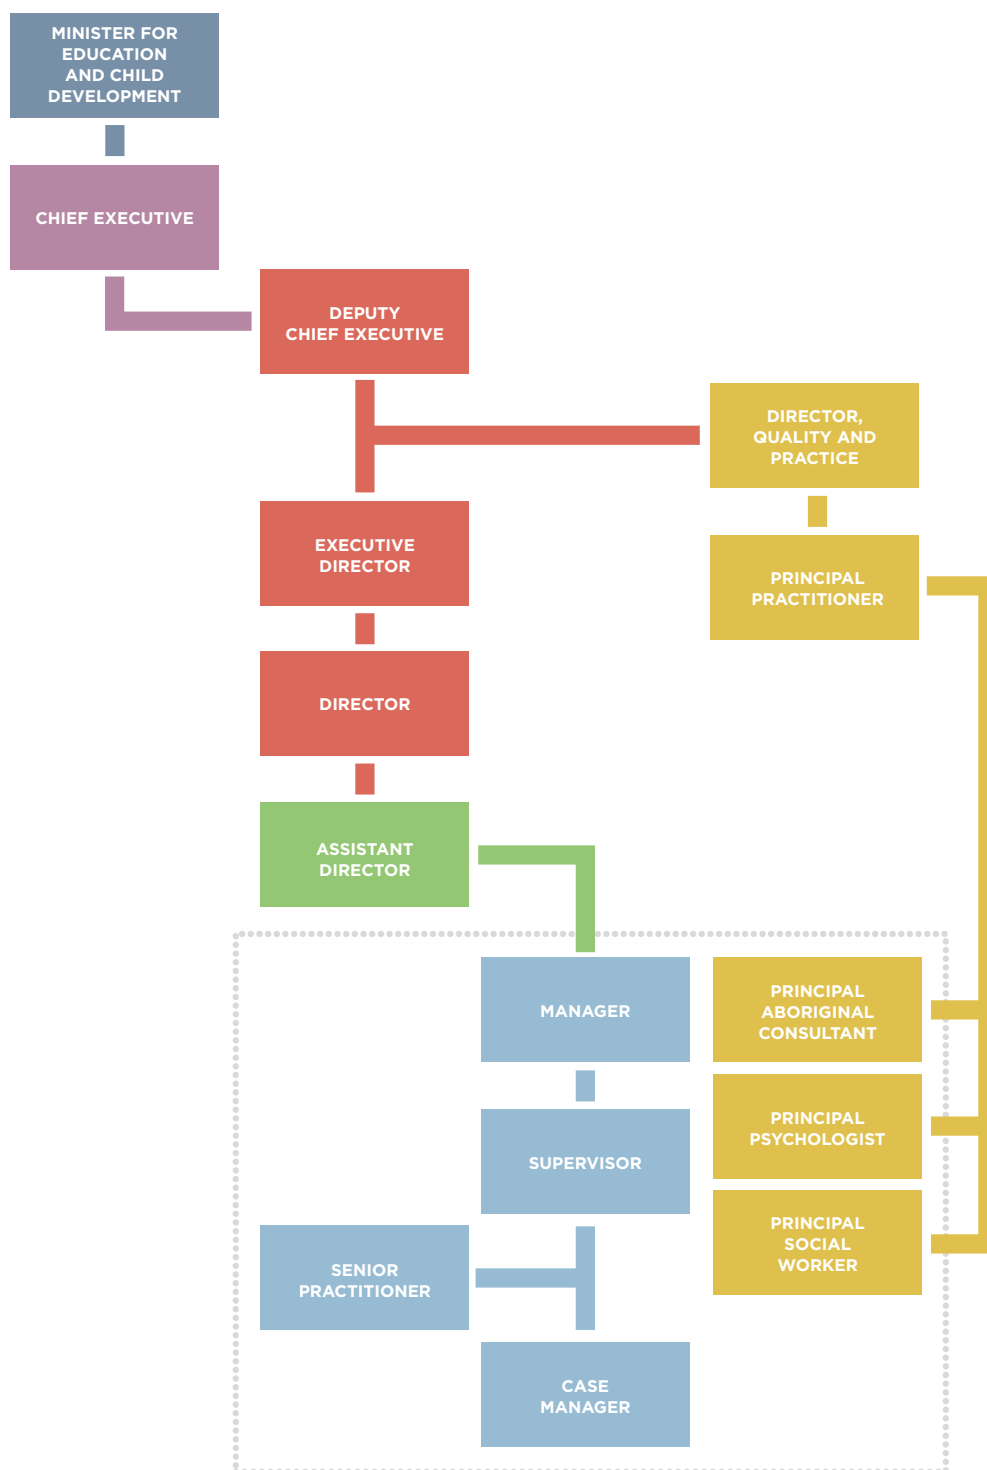 MINISTER FOR
EDUCATION
AND CHILD
DEVELOPMENT
CHIEF EXECUTIVE
DEPUTY
CHIEF EXECUTIVE
DIRECTOR,
QUALITY AND
PRACTICE
EXECUTIVE
DIRECTOR
PRINCIPAL
PRACTITIONER
DIRECTOR
ASSISTANT
DIRECTOR
MANAGER
PRINCIPAL
ABORIGINAL
CONSULTANT
PRINCIPAL
PSYCHOLOGIST
SUPERVISOR
PRINCIPAL
SOCIAL
WORKER
SENIOR
PRACTITIONER
CASE
MANAGER